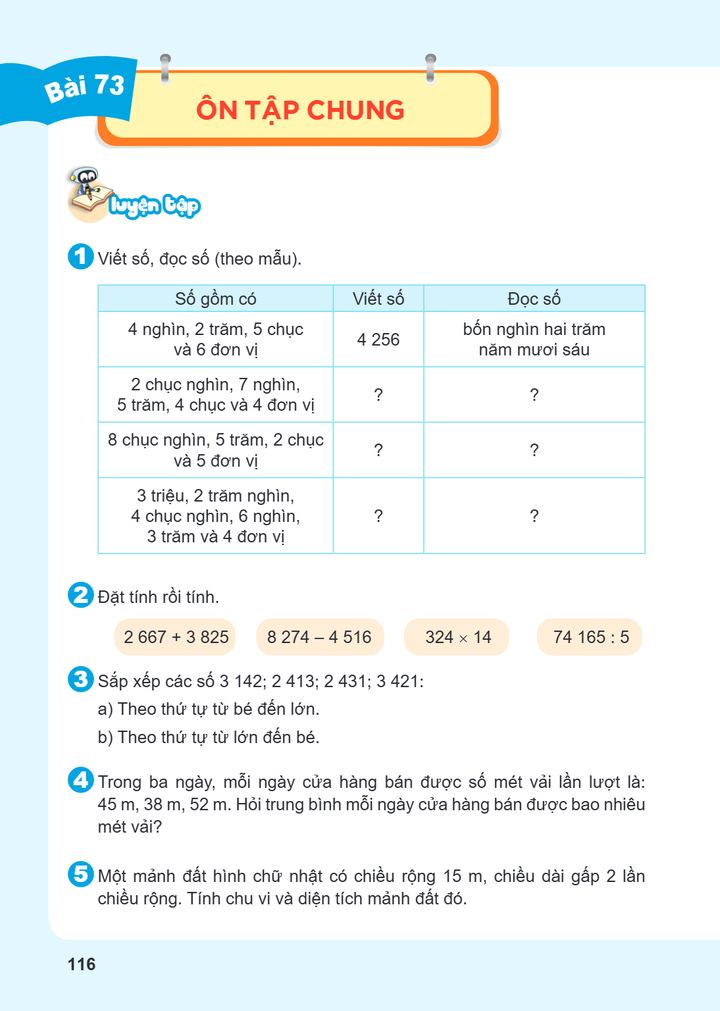 Bài 73
ÔN TẬP CHUNG
luyện tập
1 Viết số, đọc số (theo mẫu).
Số gồm có Viết số Đọc số
4 nghìn, 2 trăm, 5 chục
và 6 đơn vị
4 256
bốn nghìn hai trăm
năm mươi sáu
2 chục nghìn, 7 nghìn,
5 trăm, 4 chục và 4 đơn vị
? ?
8 chục nghìn, 5 trăm, 2 chục
và 5 đơn vị
? ?
3 triệu, 2 trăm nghìn,
4 chục nghìn, 6 nghìn,
3 trăm và 4 đơn vị
? ?
2 Đặt tính rồi tính.
2 667 + 3 825 8 274 – 4 516 324 × 14 74 165 : 5
3 Sắp xếp các số 3 142; 2 413; 2 431; 3 421:
a) Theo thứ tự từ bé đến lớn.
b) Theo thứ tự từ lớn đến bé.
4 Trong ba ngày, mỗi ngày cửa hàng bán được số mét vải lần lượt là:
45 m, 38 m, 52 m. Hỏi trung bình mỗi ngày cửa hàng bán được bao nhiêu
mét vải?
5 Một mảnh đất hình chữ nhật có chiều rộng 15 m, chiều dài gấp 2 lần
chiều rộng. Tính chu vi và diện tích mảnh đất đó.
116